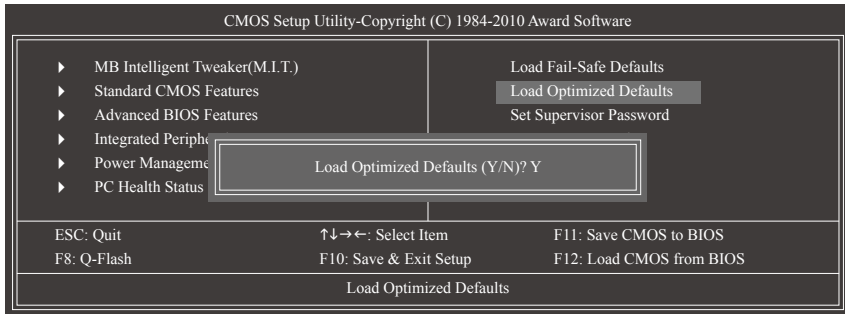 CMOS Setup Utility-Copyright (C) 1984-2010 Award Software
MB Intelligent Tweaker(M.I.T.)
Standard CMOS Features
Advanced BIOS Features
Integrated
Power
PC Health Status
Load Fail-Safe Defaults
Load Optimized Defaults
Set Supervisor Password
Load Optimized Defaults (Y/N)? Y
ESC: Quit
↑↓→←: Select Item
F11: Save CMOS to BIOS
F8: Q-Flash
F10: Save & Exit Setup
F12: Load CMOS from BIOS
Load Optimized Defaults